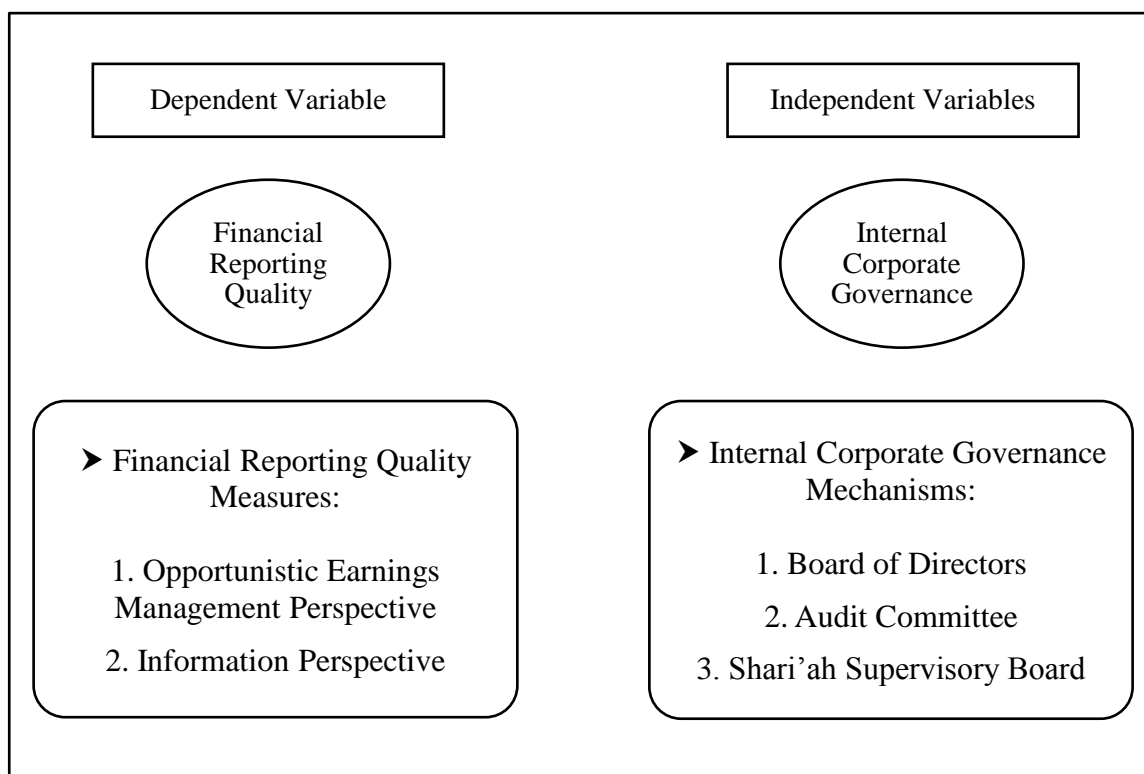 Dependent Variable
Independent Variables
Financial
Reporting
Quality
Internal
Corporate
Governance
➤ Financial Reporting Quality
Measures:
1. Opportunistic Earnings
Management Perspective
2. Information Perspective
➤ Internal Corporate Governance
Mechanisms:
1. Board of Directors
2. Audit Committee
3. Shari’ah Supervisory Board